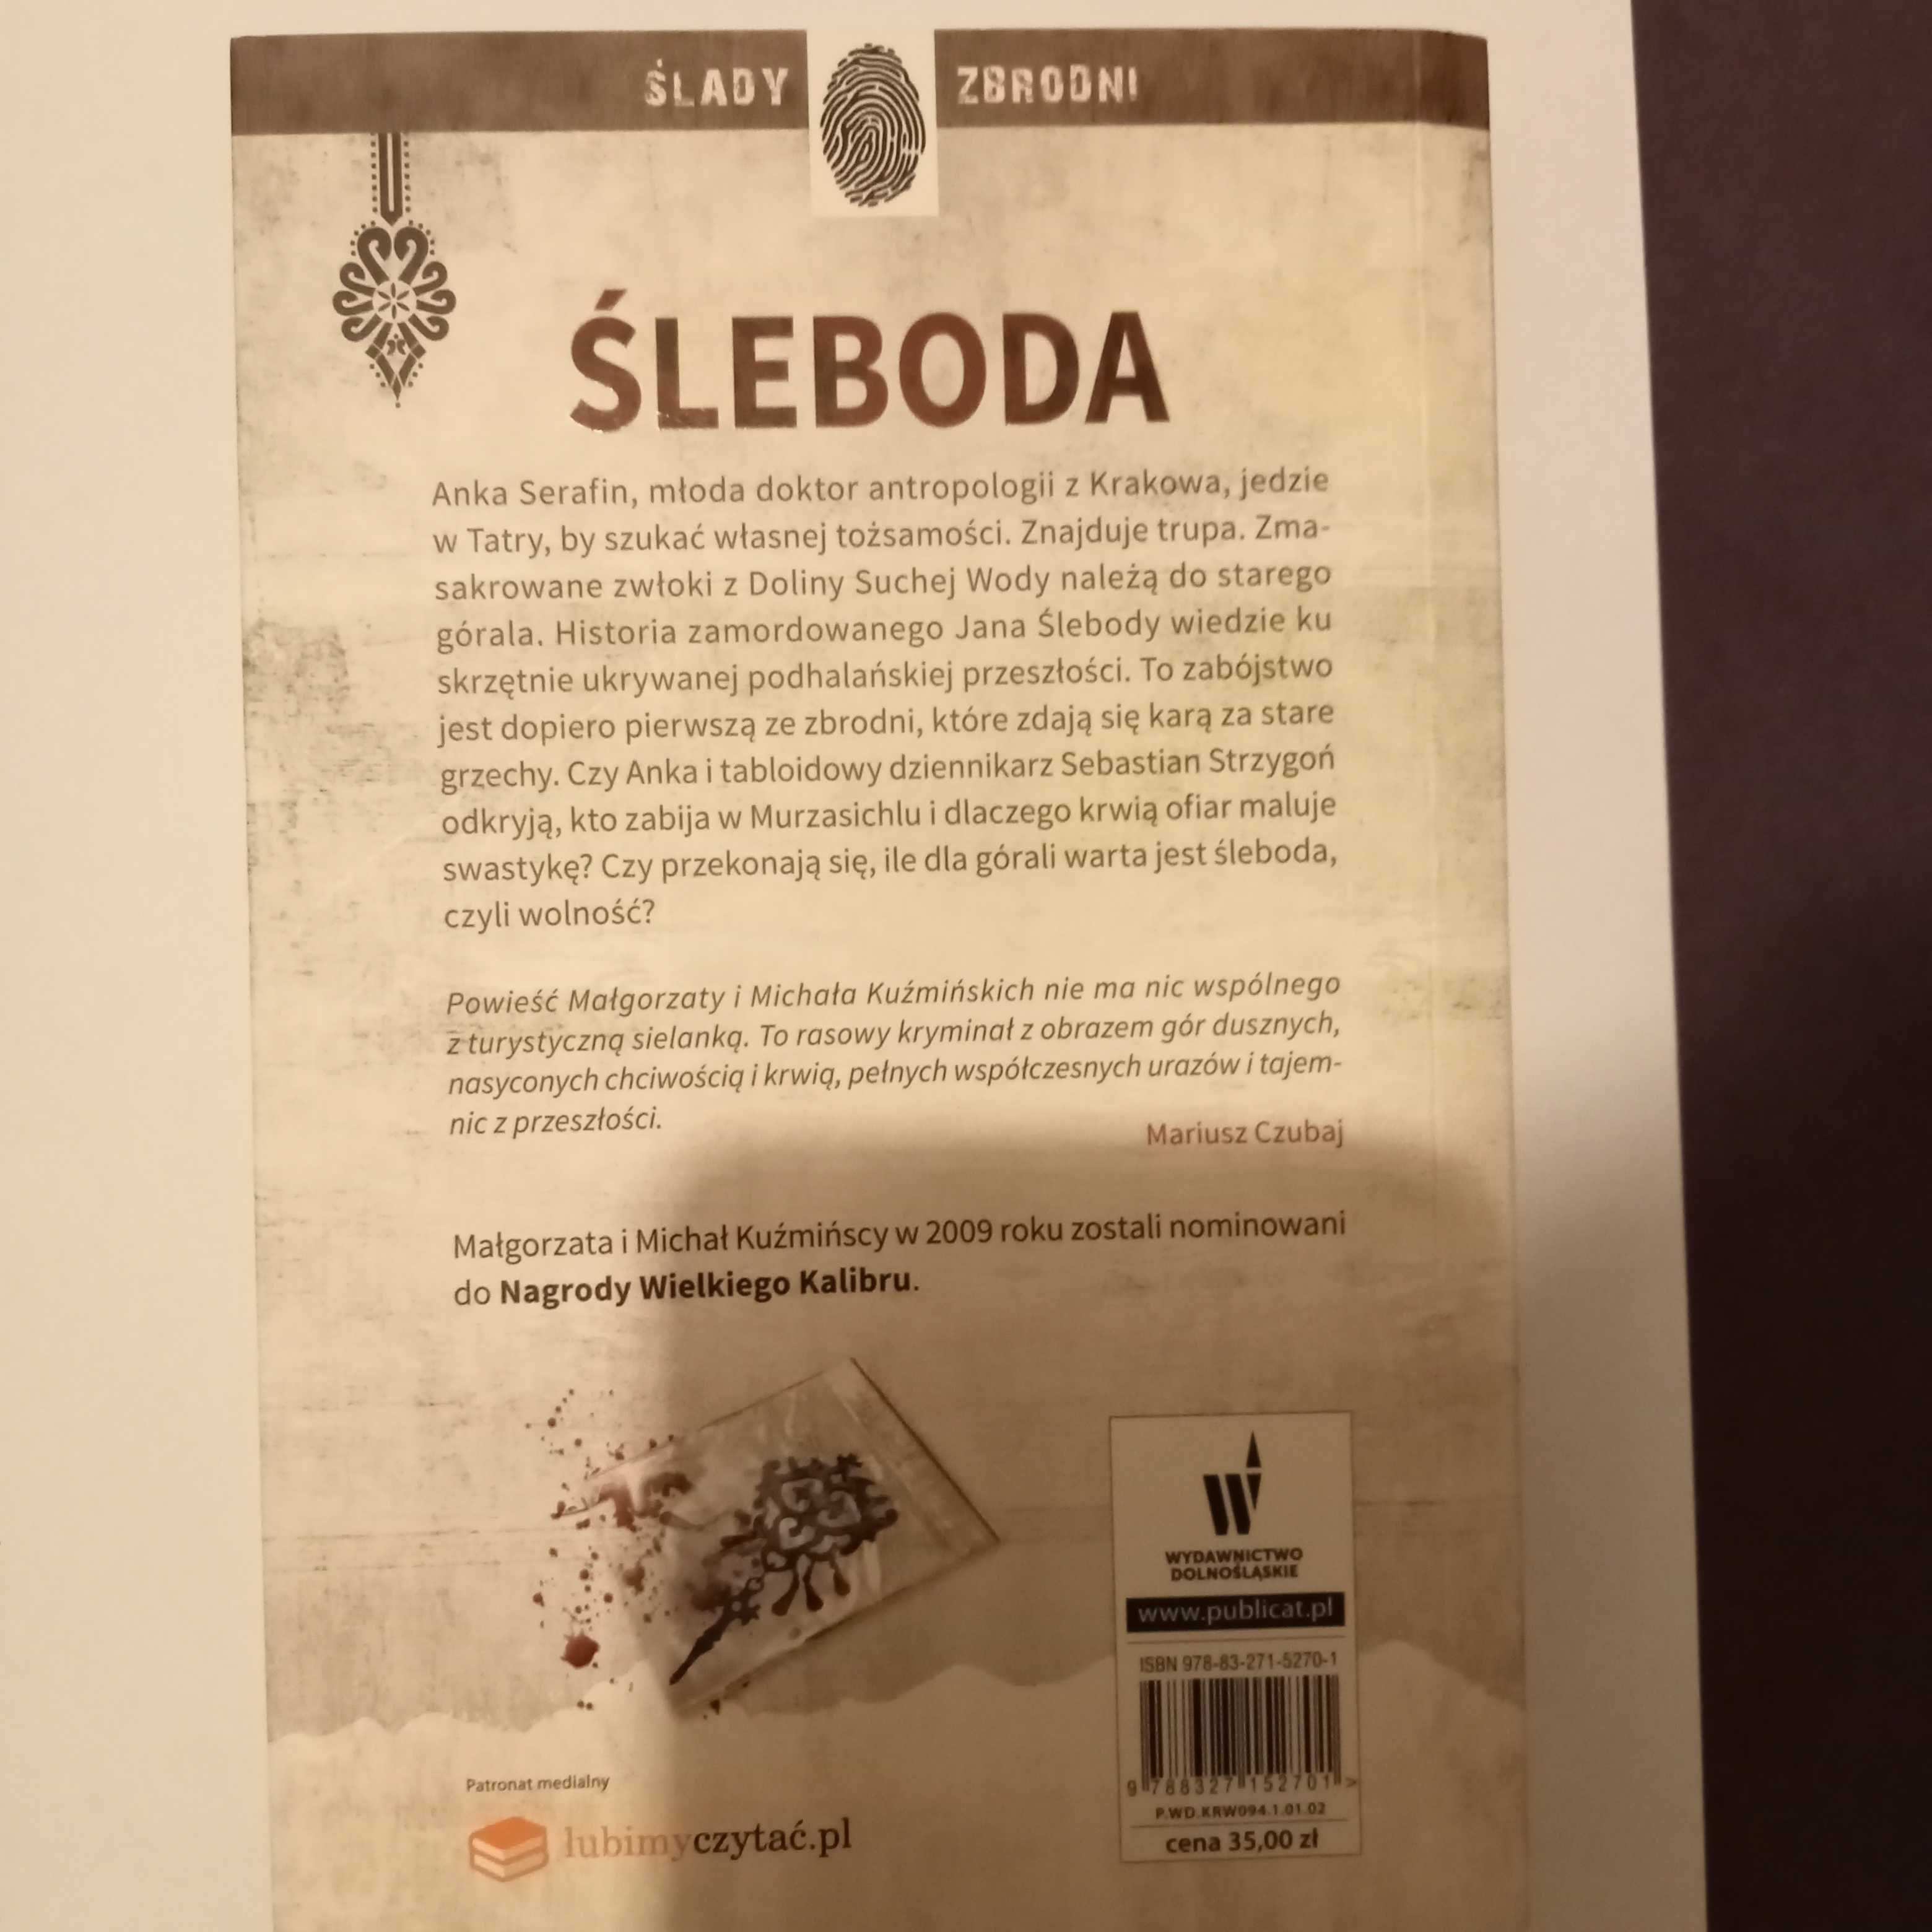 ŚLADY ZBRODNI
ŚLEBODA
Anka Serafin, młoda doktor antropologii z Krakowa, jedzie
w Tatry, by szukać własnej tożsamości. Znajduje trupa. Zma-
sakrowane zwłoki z Doliny Suchej Wody należą do starego
górala. Historia zamordowanego Jana Ślebody wiedzie ku
skrzętnie ukrywanej podhalańskiej przeszłości. To zabójstwo
jest dopiero pierwszą ze zbrodni, które zdają się karą za stare
grzechy. Czy Anka i tabloidowy dziennikarz Sebastian Strzygoń
odkryją, kto zabija w Murzasichlu i dlaczego krwią ofiar maluje
swastykę? Czy przekonają się, ile dla górali warta jest śleboda,
czyli wolność?
Powieść Małgorzaty i Michała Kuźmińskich nie ma nic wspólnego
z turystyczną sielanką. To rasowy kryminał z obrazem gór dusznych,
nasyconych chciwością i krwią, pełnych współczesnych urazów i tajem-
nic z przeszłości.
Mariusz Czubaj
Małgorzata i Michał Kuźmińscy w 2009 roku zostali nominowani
do Nagrody Wielkiego Kalibru.
WYDAWNICTWO
DOLNOŚLĄSKIE
www.publicat.pl
ISBN 978-83-271-5270-1
9 788327 152701 >
P.WD.KRW094.1.01.02
cena 35,00 zł
Patronat medialny
lubimyczytać.pl